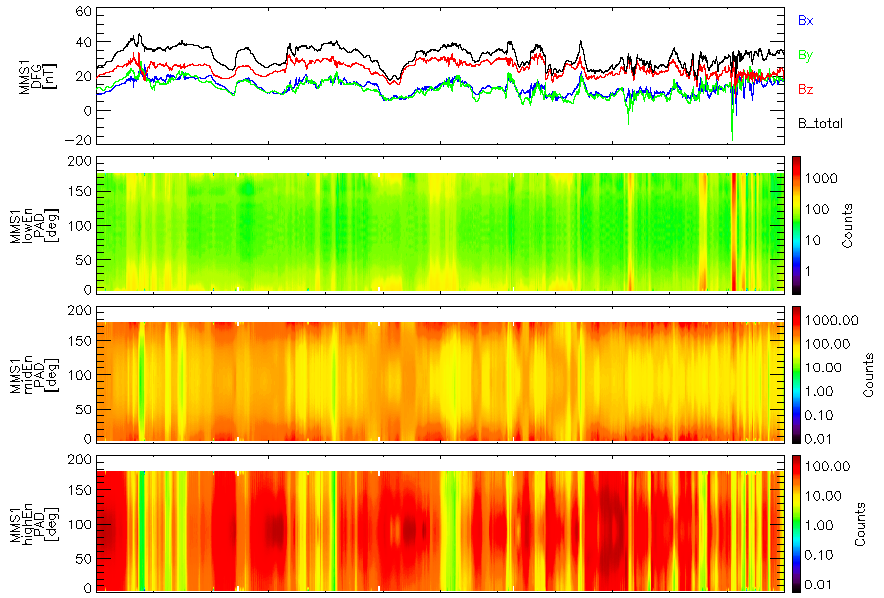 60
40
20
0
−20
MMS1
DFG
[nT]
Bx
By
Bz
B_total
200
150
100
50
0
MMS1
lowEn
PAD
[deg]
1000
100
10
1
Counts
200
150
100
50
0
MMS1
midEn
PAD
[deg]
1000.00
100.00
10.00
1.00
0.10
0.01
Counts
200
150
100
50
0
MMS1
highEn
PAD
[deg]
100.00
10.00
1.00
0.10
0.01
Counts